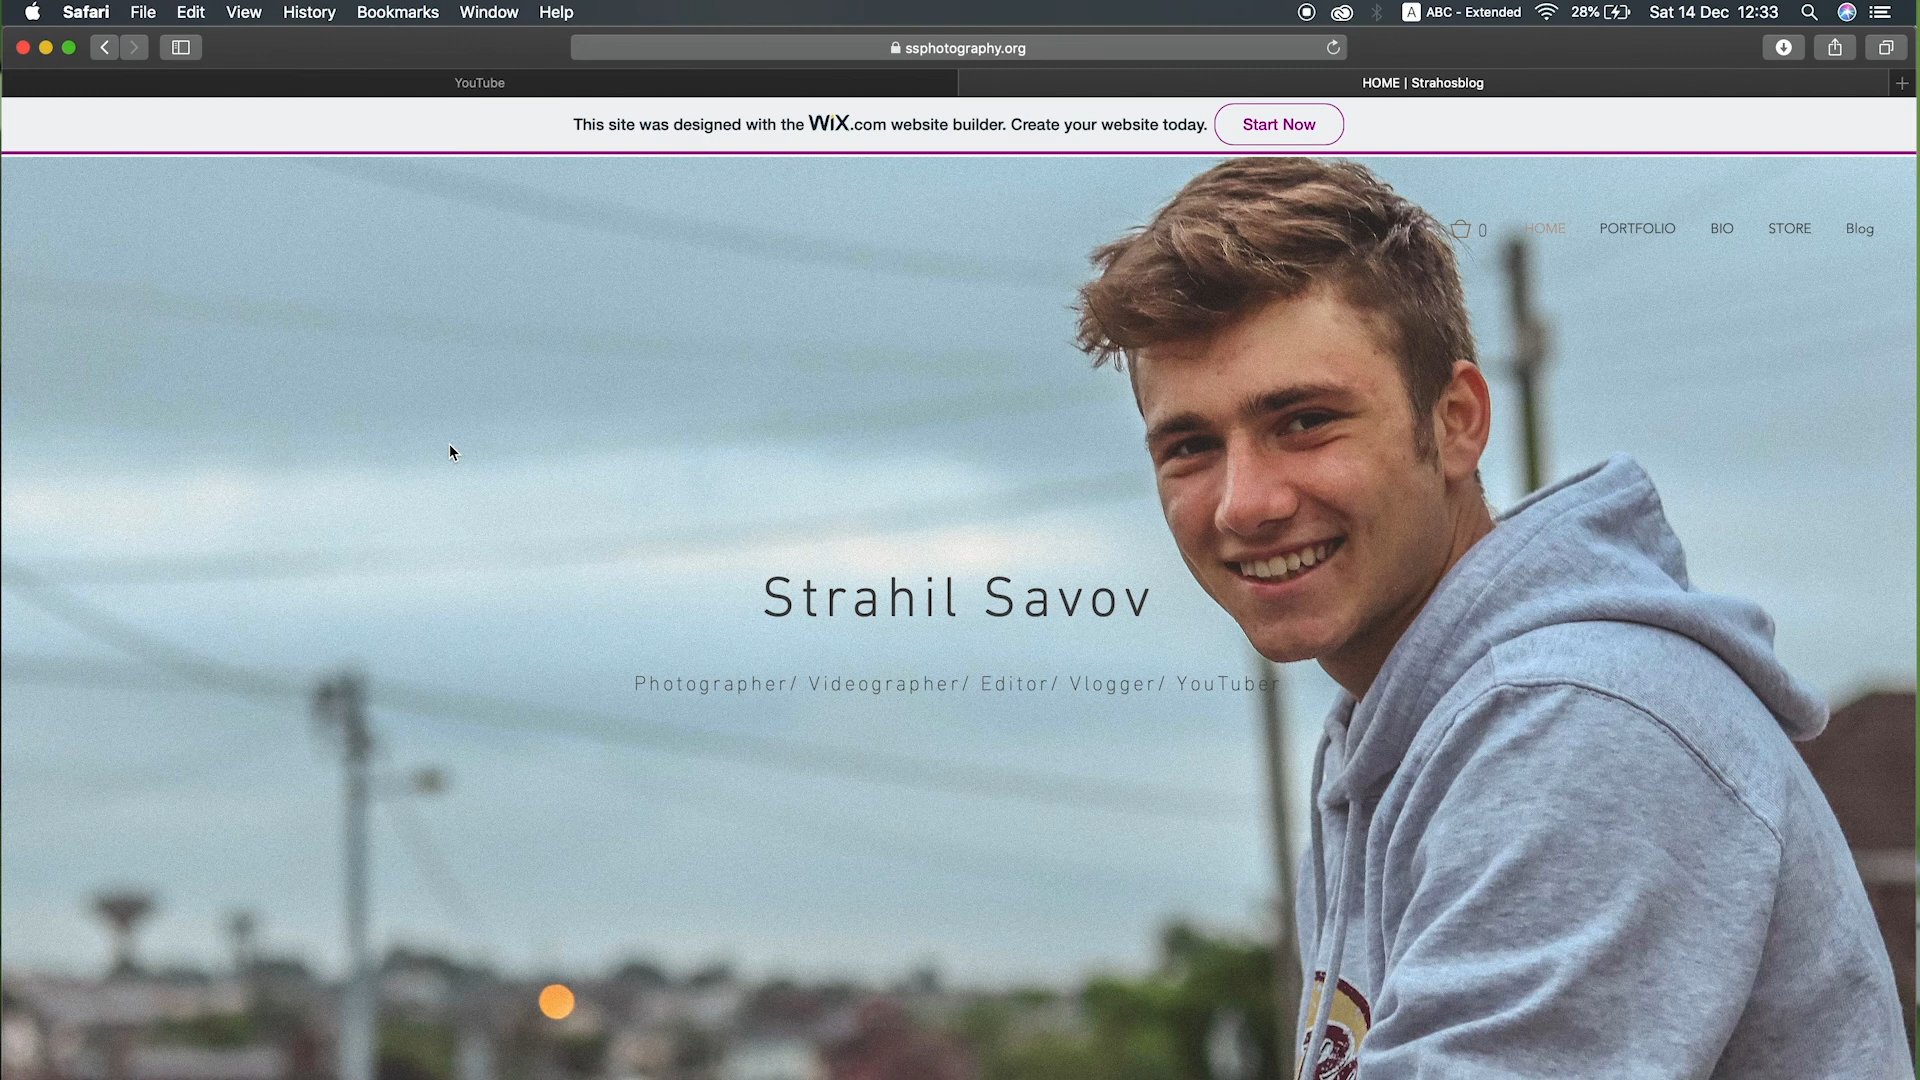 Safari File Edit View History Bookmarks Window Help A ABC - Extended 28% Sat 14 Dec 12:33
ssphotography.org
YouTube HOME | Strahosblog
This site was designed with the WiX.com website builder. Create your website today. Start Now
0 HOME PORTFOLIO BIO STORE Blog
Strahil Savov
Photographer/ Videographer/ Editor/ Vlogger/ YouTuber